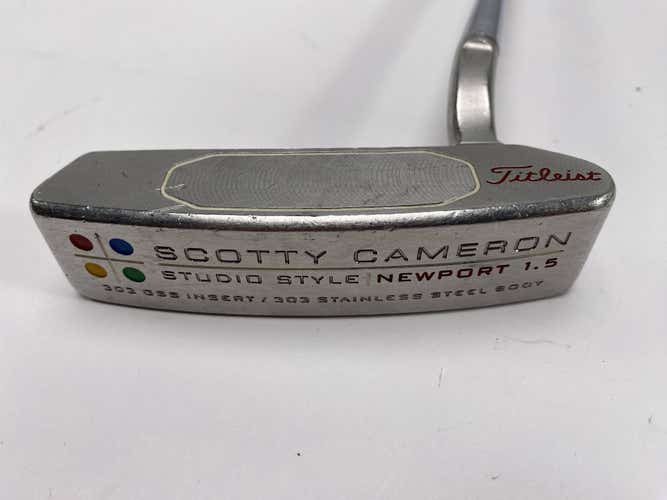 Titleist
SCOTTY CAMERON
STUDIO STYLE | NEWPORT 1.5
303 GSS INSERT / 303 STAINLESS STEEL BODY